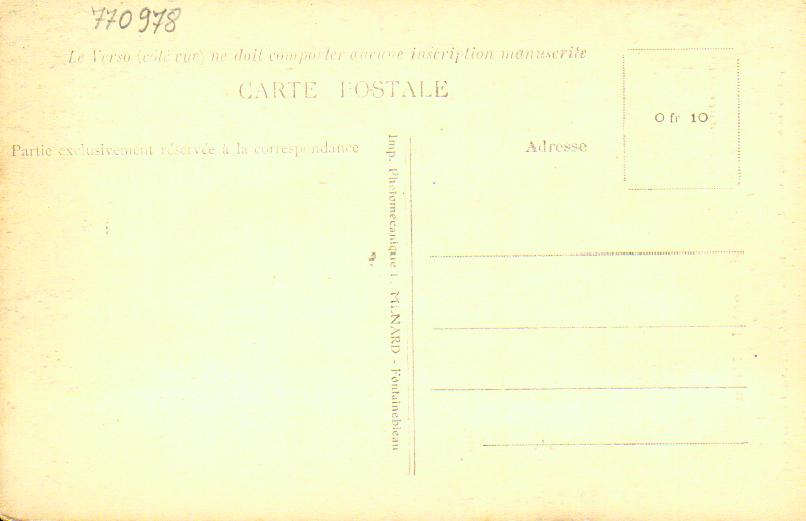 770978
Le Verso (côté vue) ne doit comporter aucune inscription manuscrite
CARTE POSTALE
O fr 10
Partie exclusivement réservée à la correspondance
Adresse
Imp. Photomécanique L. MÉNARD - Fontainebleau